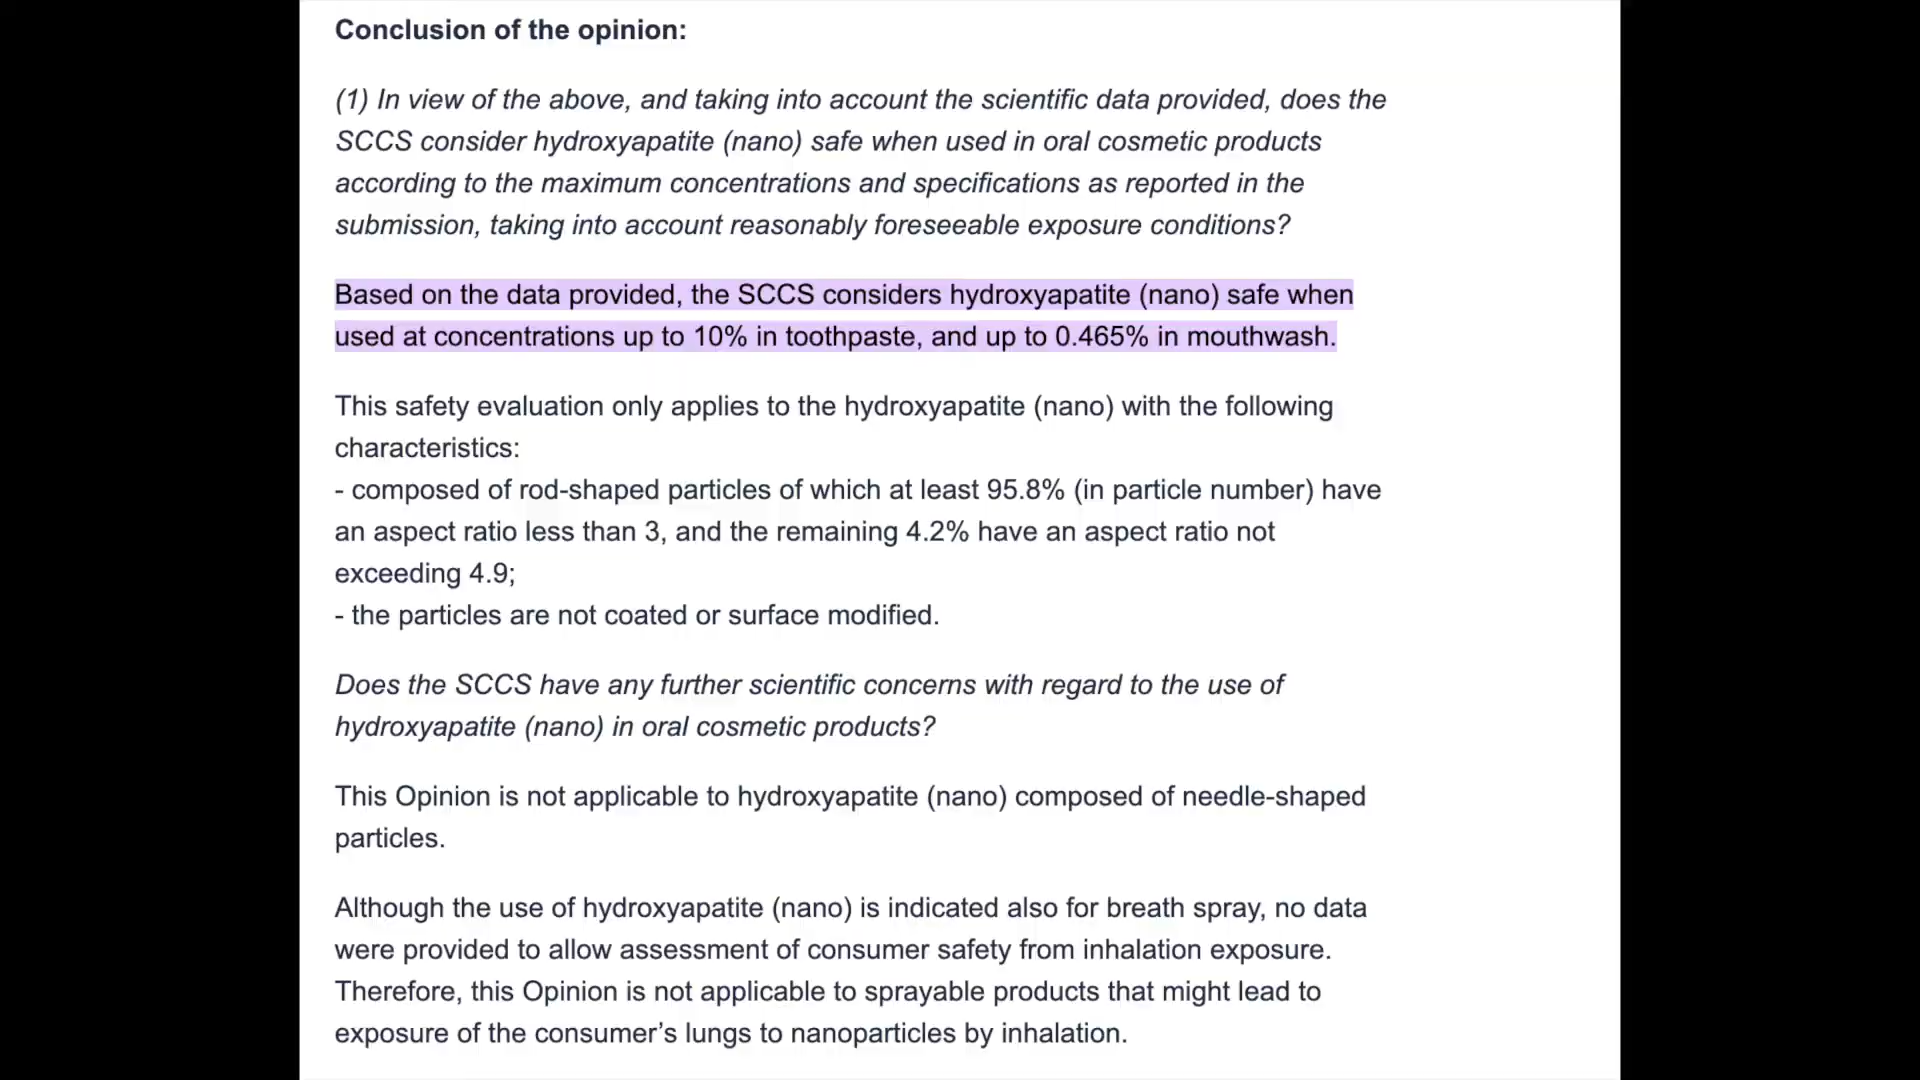 Conclusion of the opinion:
(1) In view of the above, and taking into account the scientific data provided, does the
SCCS consider hydroxyapatite (nano) safe when used in oral cosmetic products
according to the maximum concentrations and specifications as reported in the
submission, taking into account reasonably foreseeable exposure conditions?
Based on the data provided, the SCCS considers hydroxyapatite (nano) safe when
used at concentrations up to 10% in toothpaste, and up to 0.465% in mouthwash.
This safety evaluation only applies to the hydroxyapatite (nano) with the following
characteristics:
- composed of rod-shaped particles of which at least 95.8% (in particle number) have
an aspect ratio less than 3, and the remaining 4.2% have an aspect ratio not
exceeding 4.9;
- the particles are not coated or surface modified.
Does the SCCS have any further scientific concerns with regard to the use of
hydroxyapatite (nano) in oral cosmetic products?
This Opinion is not applicable to hydroxyapatite (nano) composed of needle-shaped
particles.
Although the use of hydroxyapatite (nano) is indicated also for breath spray, no data
were provided to allow assessment of consumer safety from inhalation exposure.
Therefore, this Opinion is not applicable to sprayable products that might lead to
exposure of the consumer’s lungs to nanoparticles by inhalation.